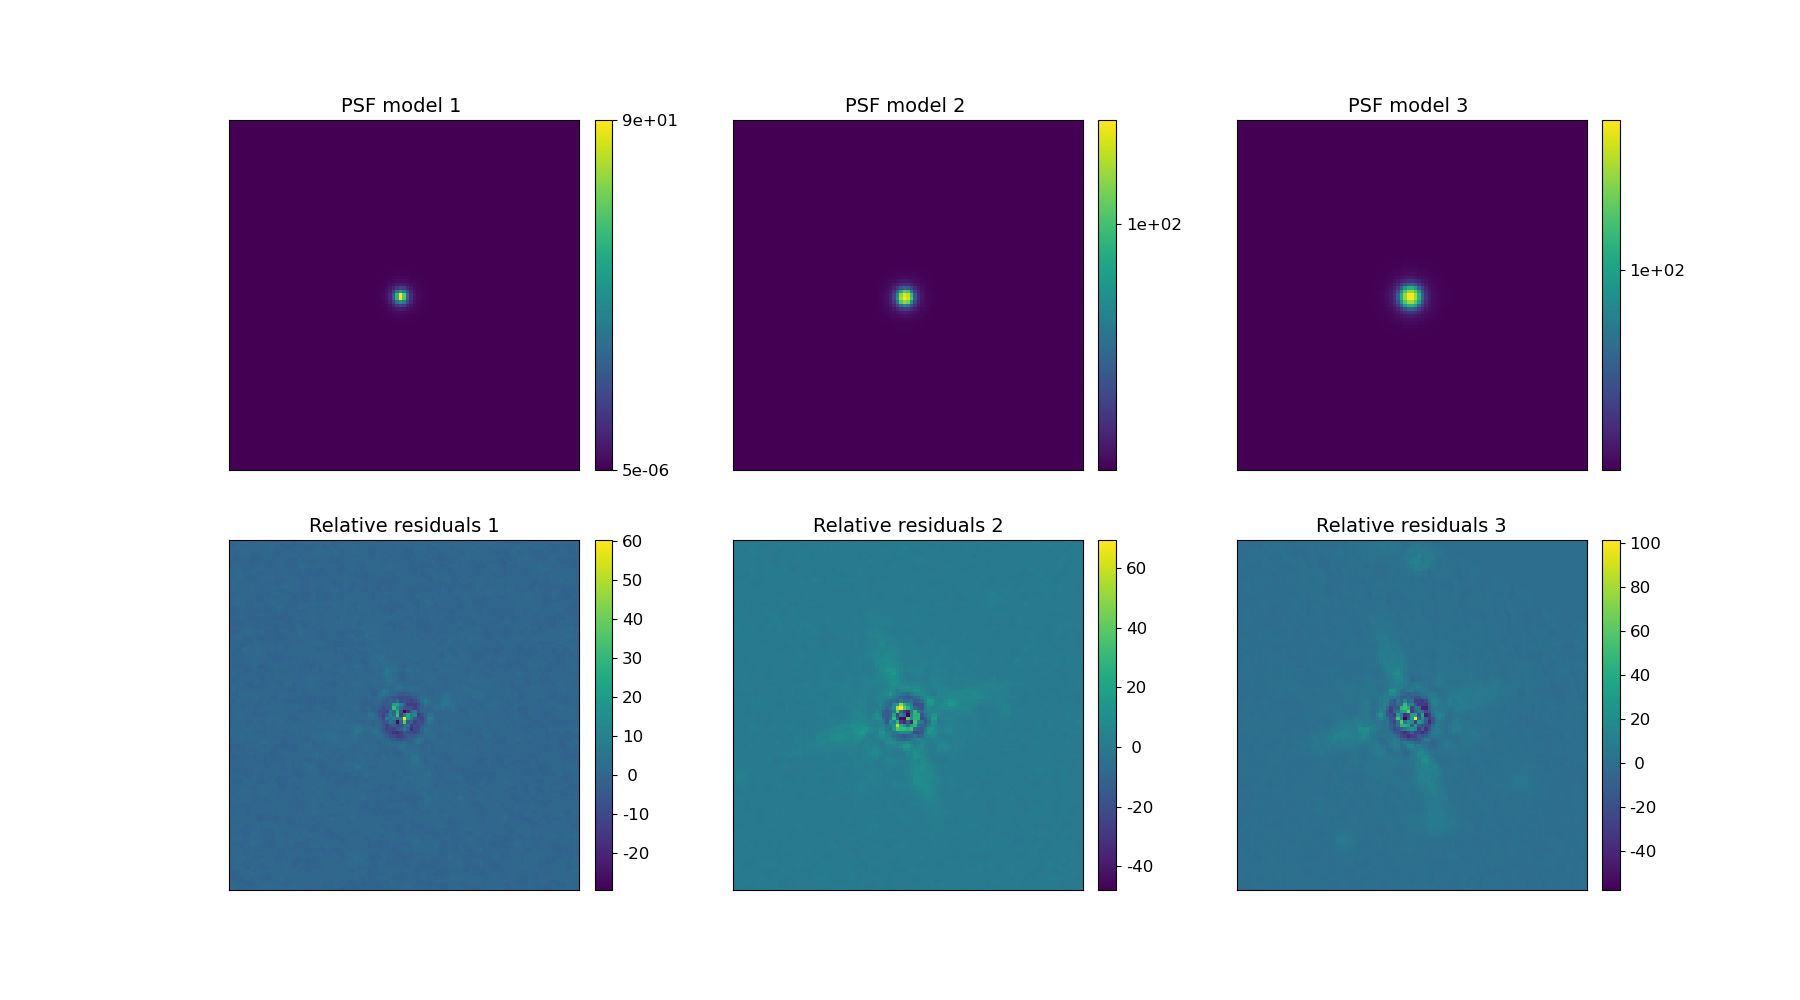 PSF model 1
PSF model 2
PSF model 3
9e+01
5e-06
1e+02
1e+02
Relative residuals 1
Relative residuals 2
Relative residuals 3
60
50
40
30
20
10
0
-10
-20
60
40
20
0
-20
-40
100
80
60
40
20
0
-20
-40